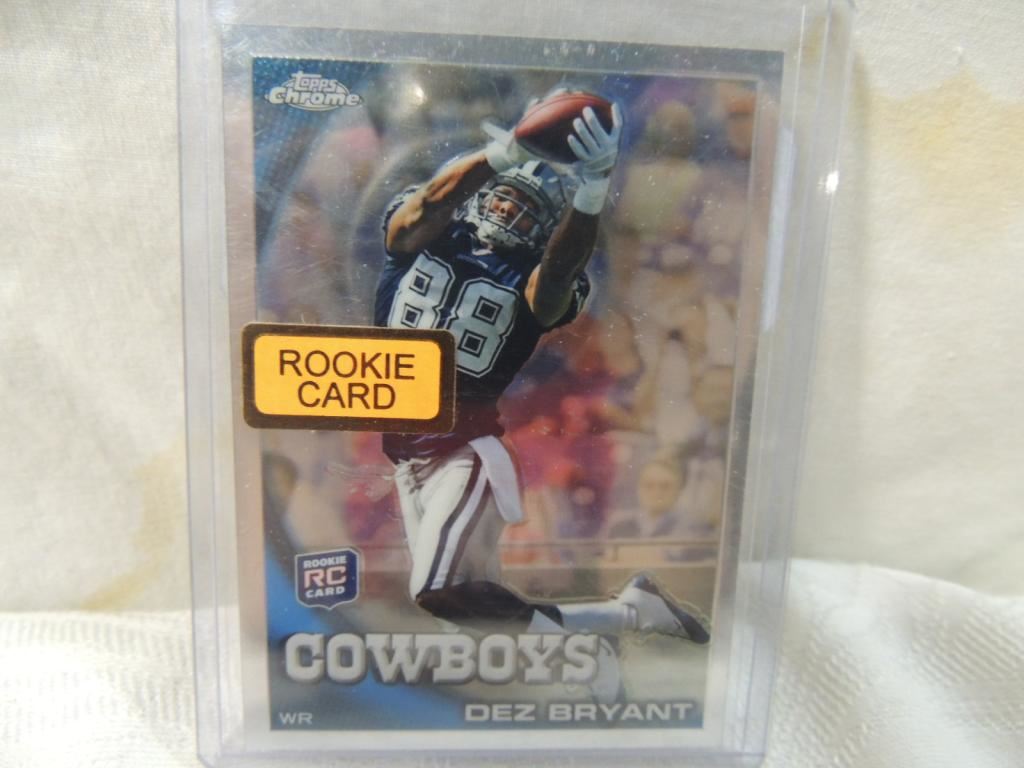 Topps
Chrome
88
ROOKIE
CARD
ROOKIE
RC
CARD
COWBOYS
WR
DEZ BRYANT